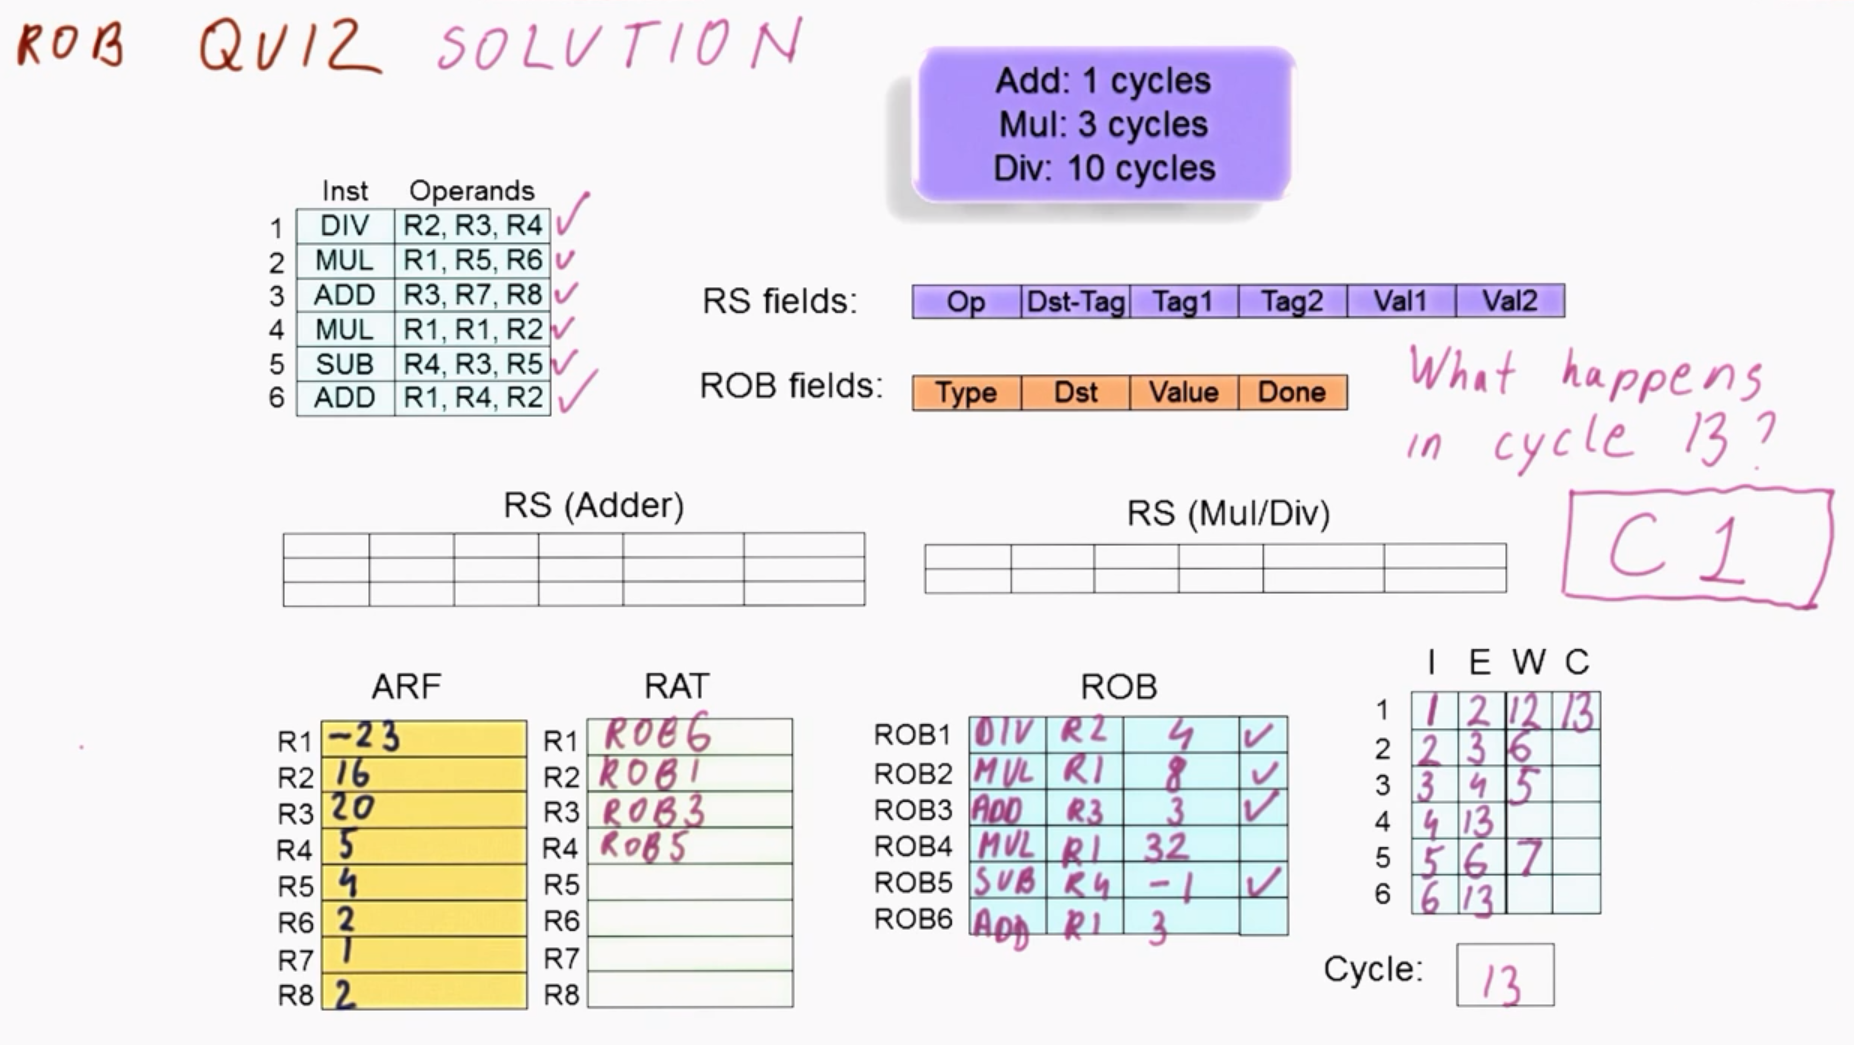 ROB QUIZ SOLUTION
Add: 1 cycles
Mul: 3 cycles
Div: 10 cycles
Inst Operands
1 DIV R2, R3, R4 ✓
2 MUL R1, R5, R6 ✓
3 ADD R3, R7, R8 ✓
4 MUL R1, R1, R2 ✓
5 SUB R4, R3, R5 ✓
6 ADD R1, R4, R2 ✓
RS fields: Op Dst-Tag Tag1 Tag2 Val1 Val2
ROB fields: Type Dst Value Done
What happens
in cycle 13?
C 1
RS (Adder)
RS (Mul/Div)
ARF
R1 -23
R2 16
R3 20
R4 5
R5 4
R6 2
R7 1
R8 2
RAT
R1 ROB6
R2 ROB1
R3 ROB3
R4 ROB5
R5
R6
R7
R8
ROB
ROB1 DIV R2 4 ✓
ROB2 MUL R1 8 ✓
ROB3 ADD R3 3 ✓
ROB4 MUL R1 32
ROB5 SUB R4 -1 ✓
ROB6 ADD R1 3
I E W C
1 1 2 12 13
2 2 3 6
3 3 4 5
4 4 13
5 5 6 7
6 6 13
Cycle: 13